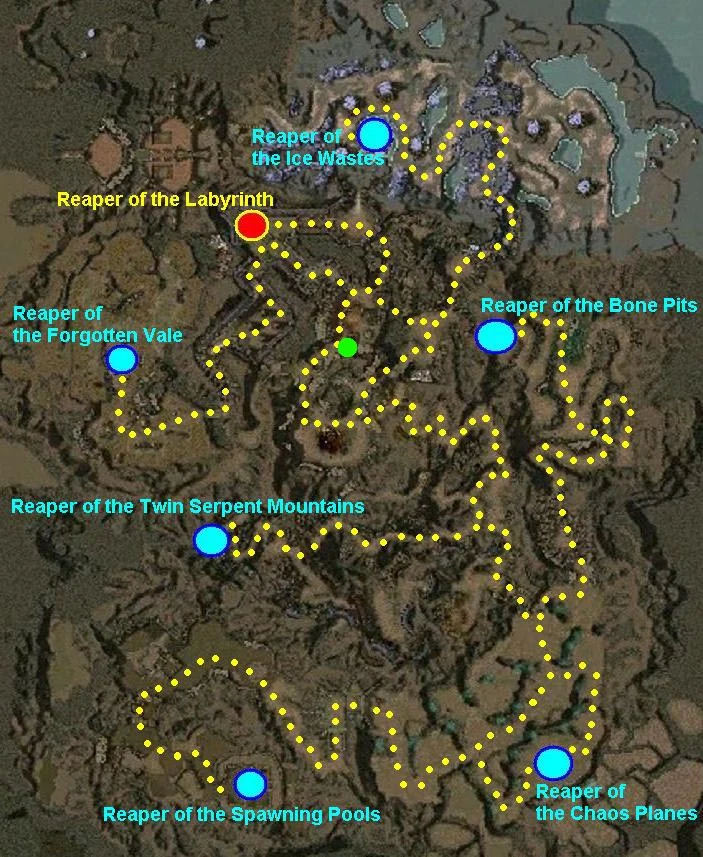 Reaper of
the Ice Wastes
Reaper of the Labyrinth
Reaper of the Bone Pits
Reaper of
the Forgotten Vale
Reaper of the Twin Serpent Mountains
Reaper of
the Chaos Planes
Reaper of the Spawning Pools